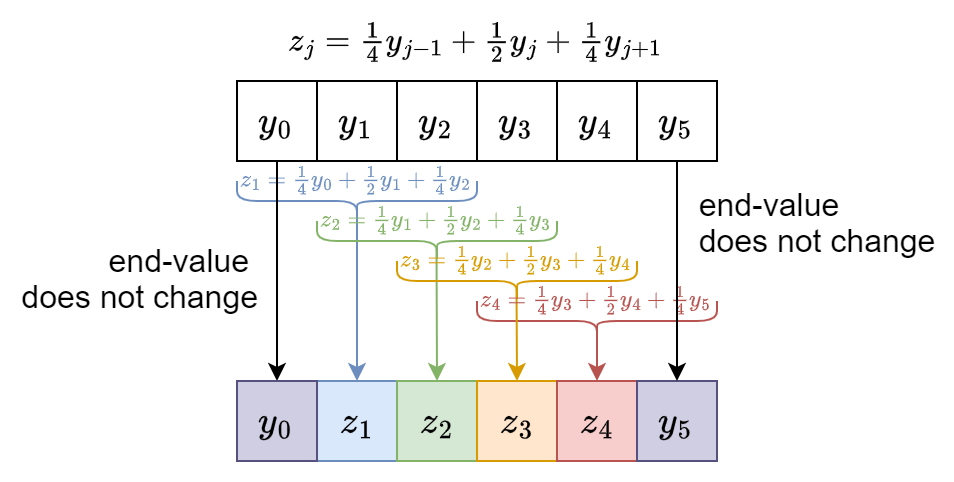 $z_j = \frac{1}{4}y_{j-1} + \frac{1}{2}y_j + \frac{1}{4}y_{j+1}$
$y_0$ $y_1$ $y_2$ $y_3$ $y_4$ $y_5$
$z_1 = \frac{1}{4}y_0 + \frac{1}{2}y_1 + \frac{1}{4}y_2$
$z_2 = \frac{1}{4}y_1 + \frac{1}{2}y_2 + \frac{1}{4}y_3$
$z_3 = \frac{1}{4}y_2 + \frac{1}{2}y_3 + \frac{1}{4}y_4$
$z_4 = \frac{1}{4}y_3 + \frac{1}{2}y_4 + \frac{1}{4}y_5$
end-value
does not change
end-value
does not change
$y_0$ $z_1$ $z_2$ $z_3$ $z_4$ $y_5$